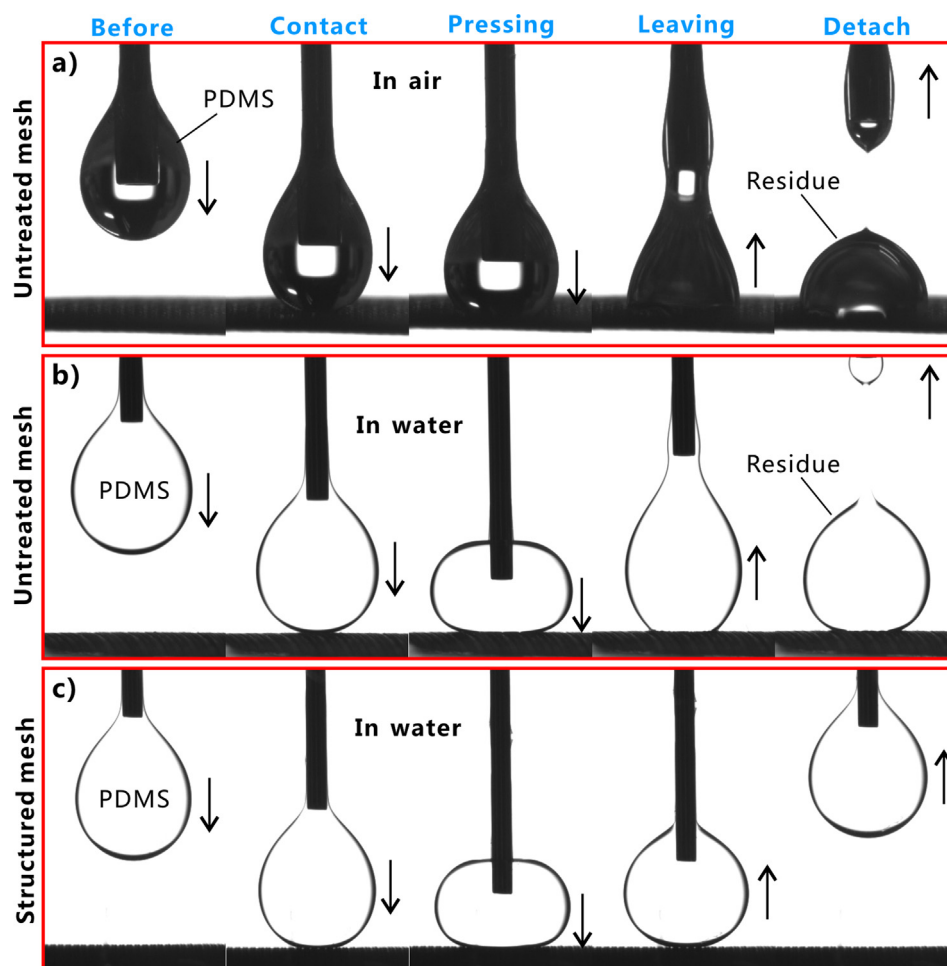 Before Contact Pressing Leaving Detach
Untreated mesh
a)
In air
PDMS
Residue
Untreated mesh
b)
In water
PDMS
Residue
Structured mesh
c)
In water
PDMS